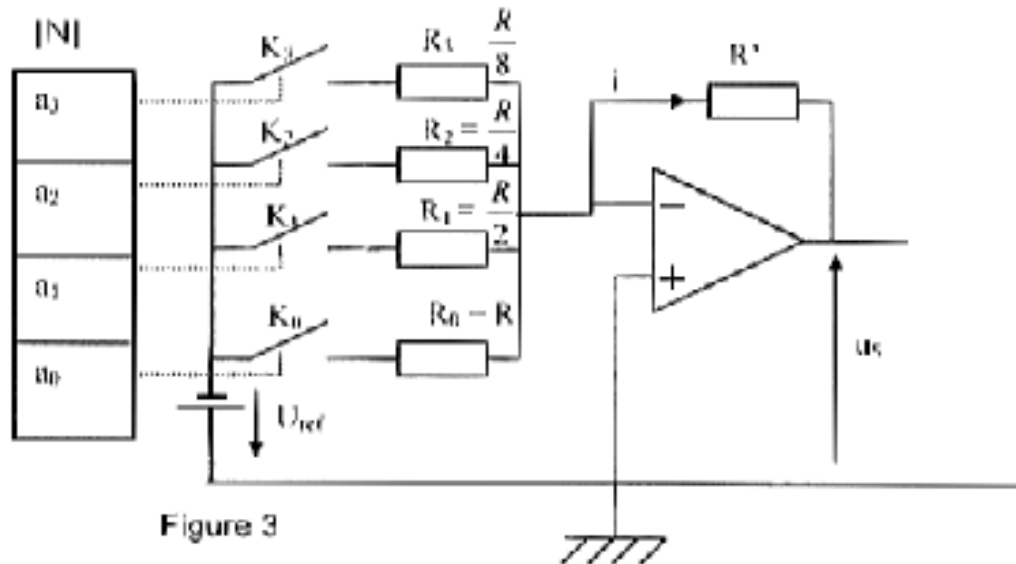 |N|
K3
R3
R
8
R'
a3
i
K2
R2 = R
4
a2
K1
R1 = R
2
a1
K0
R0 = R
a0
Uref
us
Figure 3